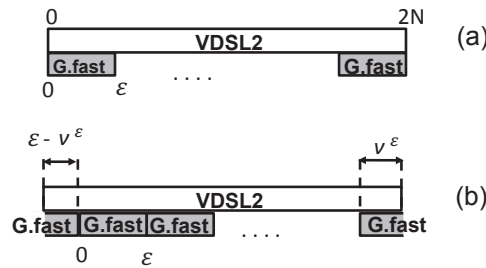 0 2N
VDSL2 (a)
G.fast G.fast
0 ε . . . .
ε - ν^ε ν^ε
VDSL2 (b)
G.fast G.fast G.fast G.fast
0 ε . . . .